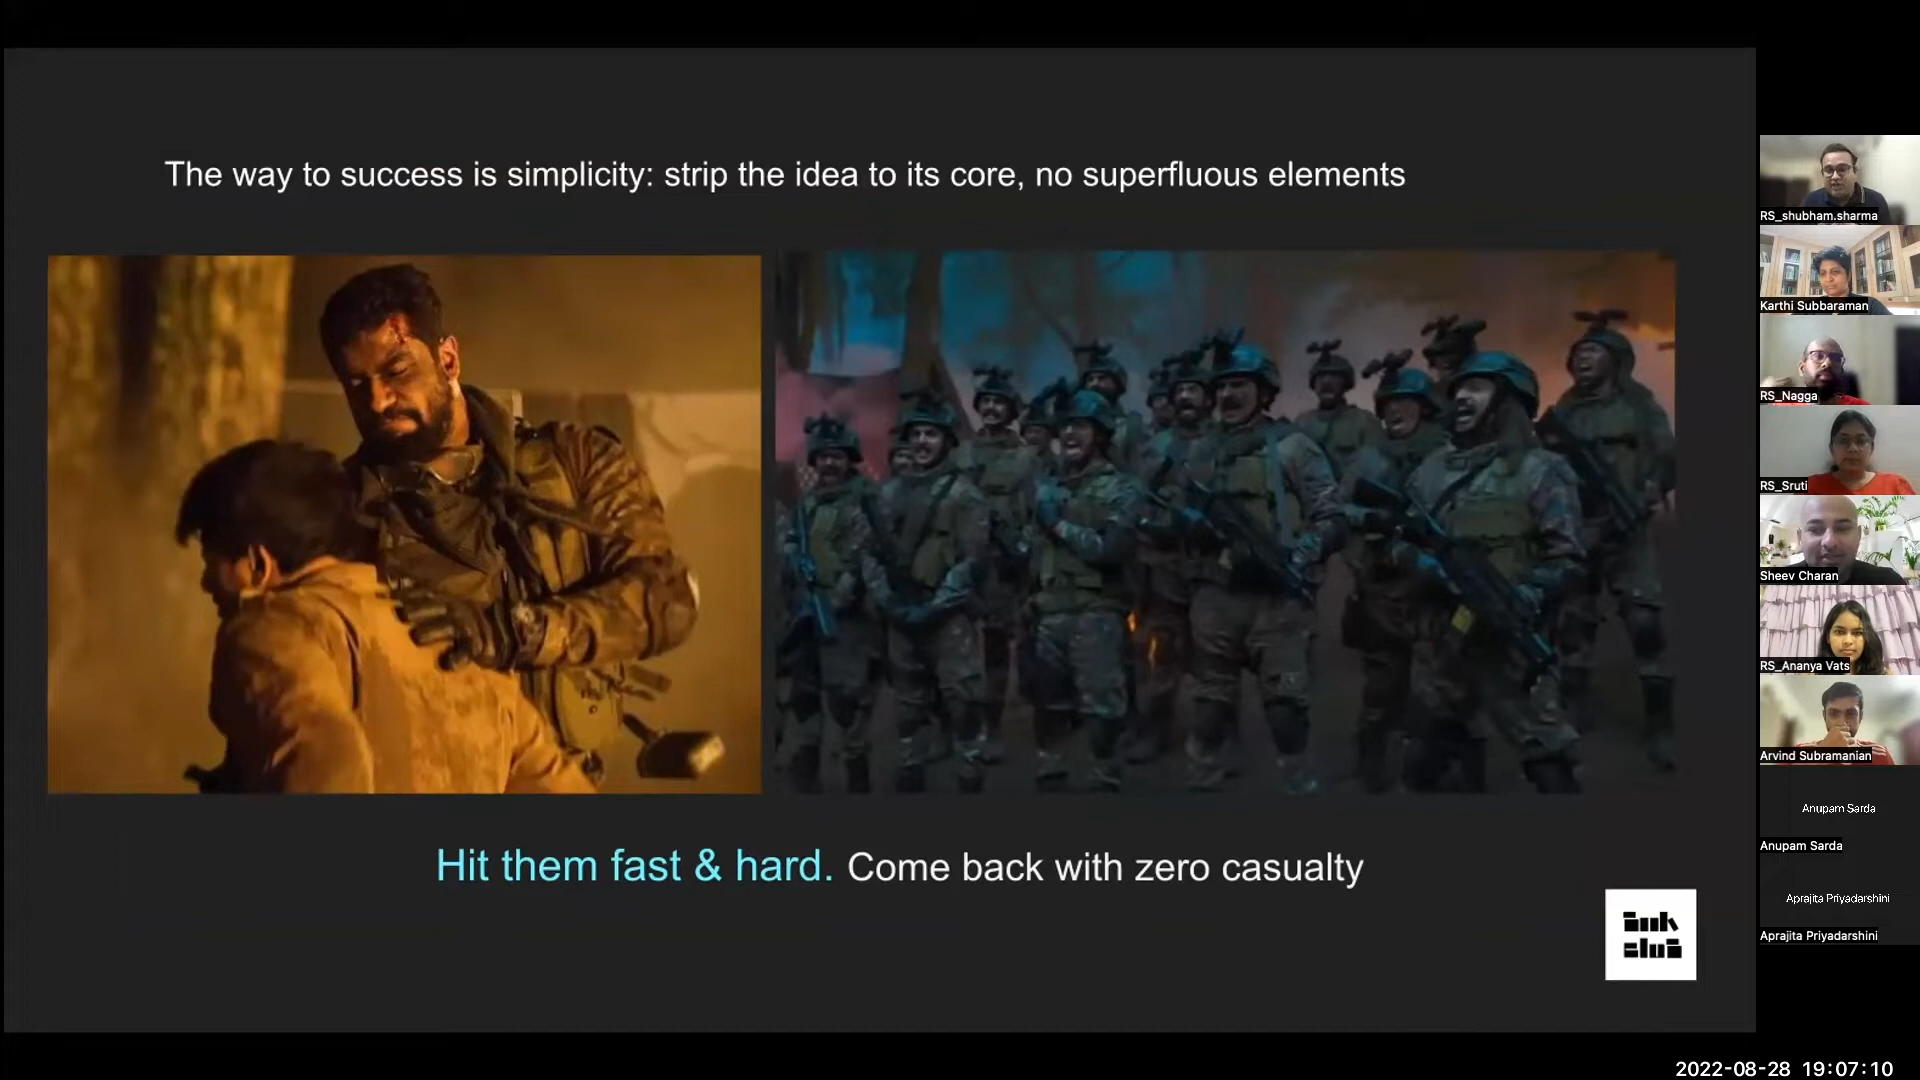 The way to success is simplicity: strip the idea to its core, no superfluous elements
Hit them fast & hard. Come back with zero casualty
RS_shubham.sharma
Karthi Subbaraman
RS_Nagga
RS_Sruti
Sheev Charan
RS_Ananya Vats
Arvind Subramanian
Anupam Sarda
Anupam Sarda
Aprajita Priyadarshini
Aprajita Priyadarshini
2022-08-28 19:07:10